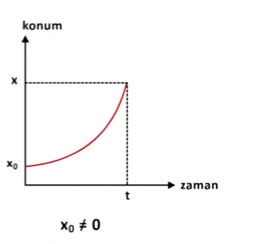 konum
x
x₀
t
zaman
x₀ ≠ 0